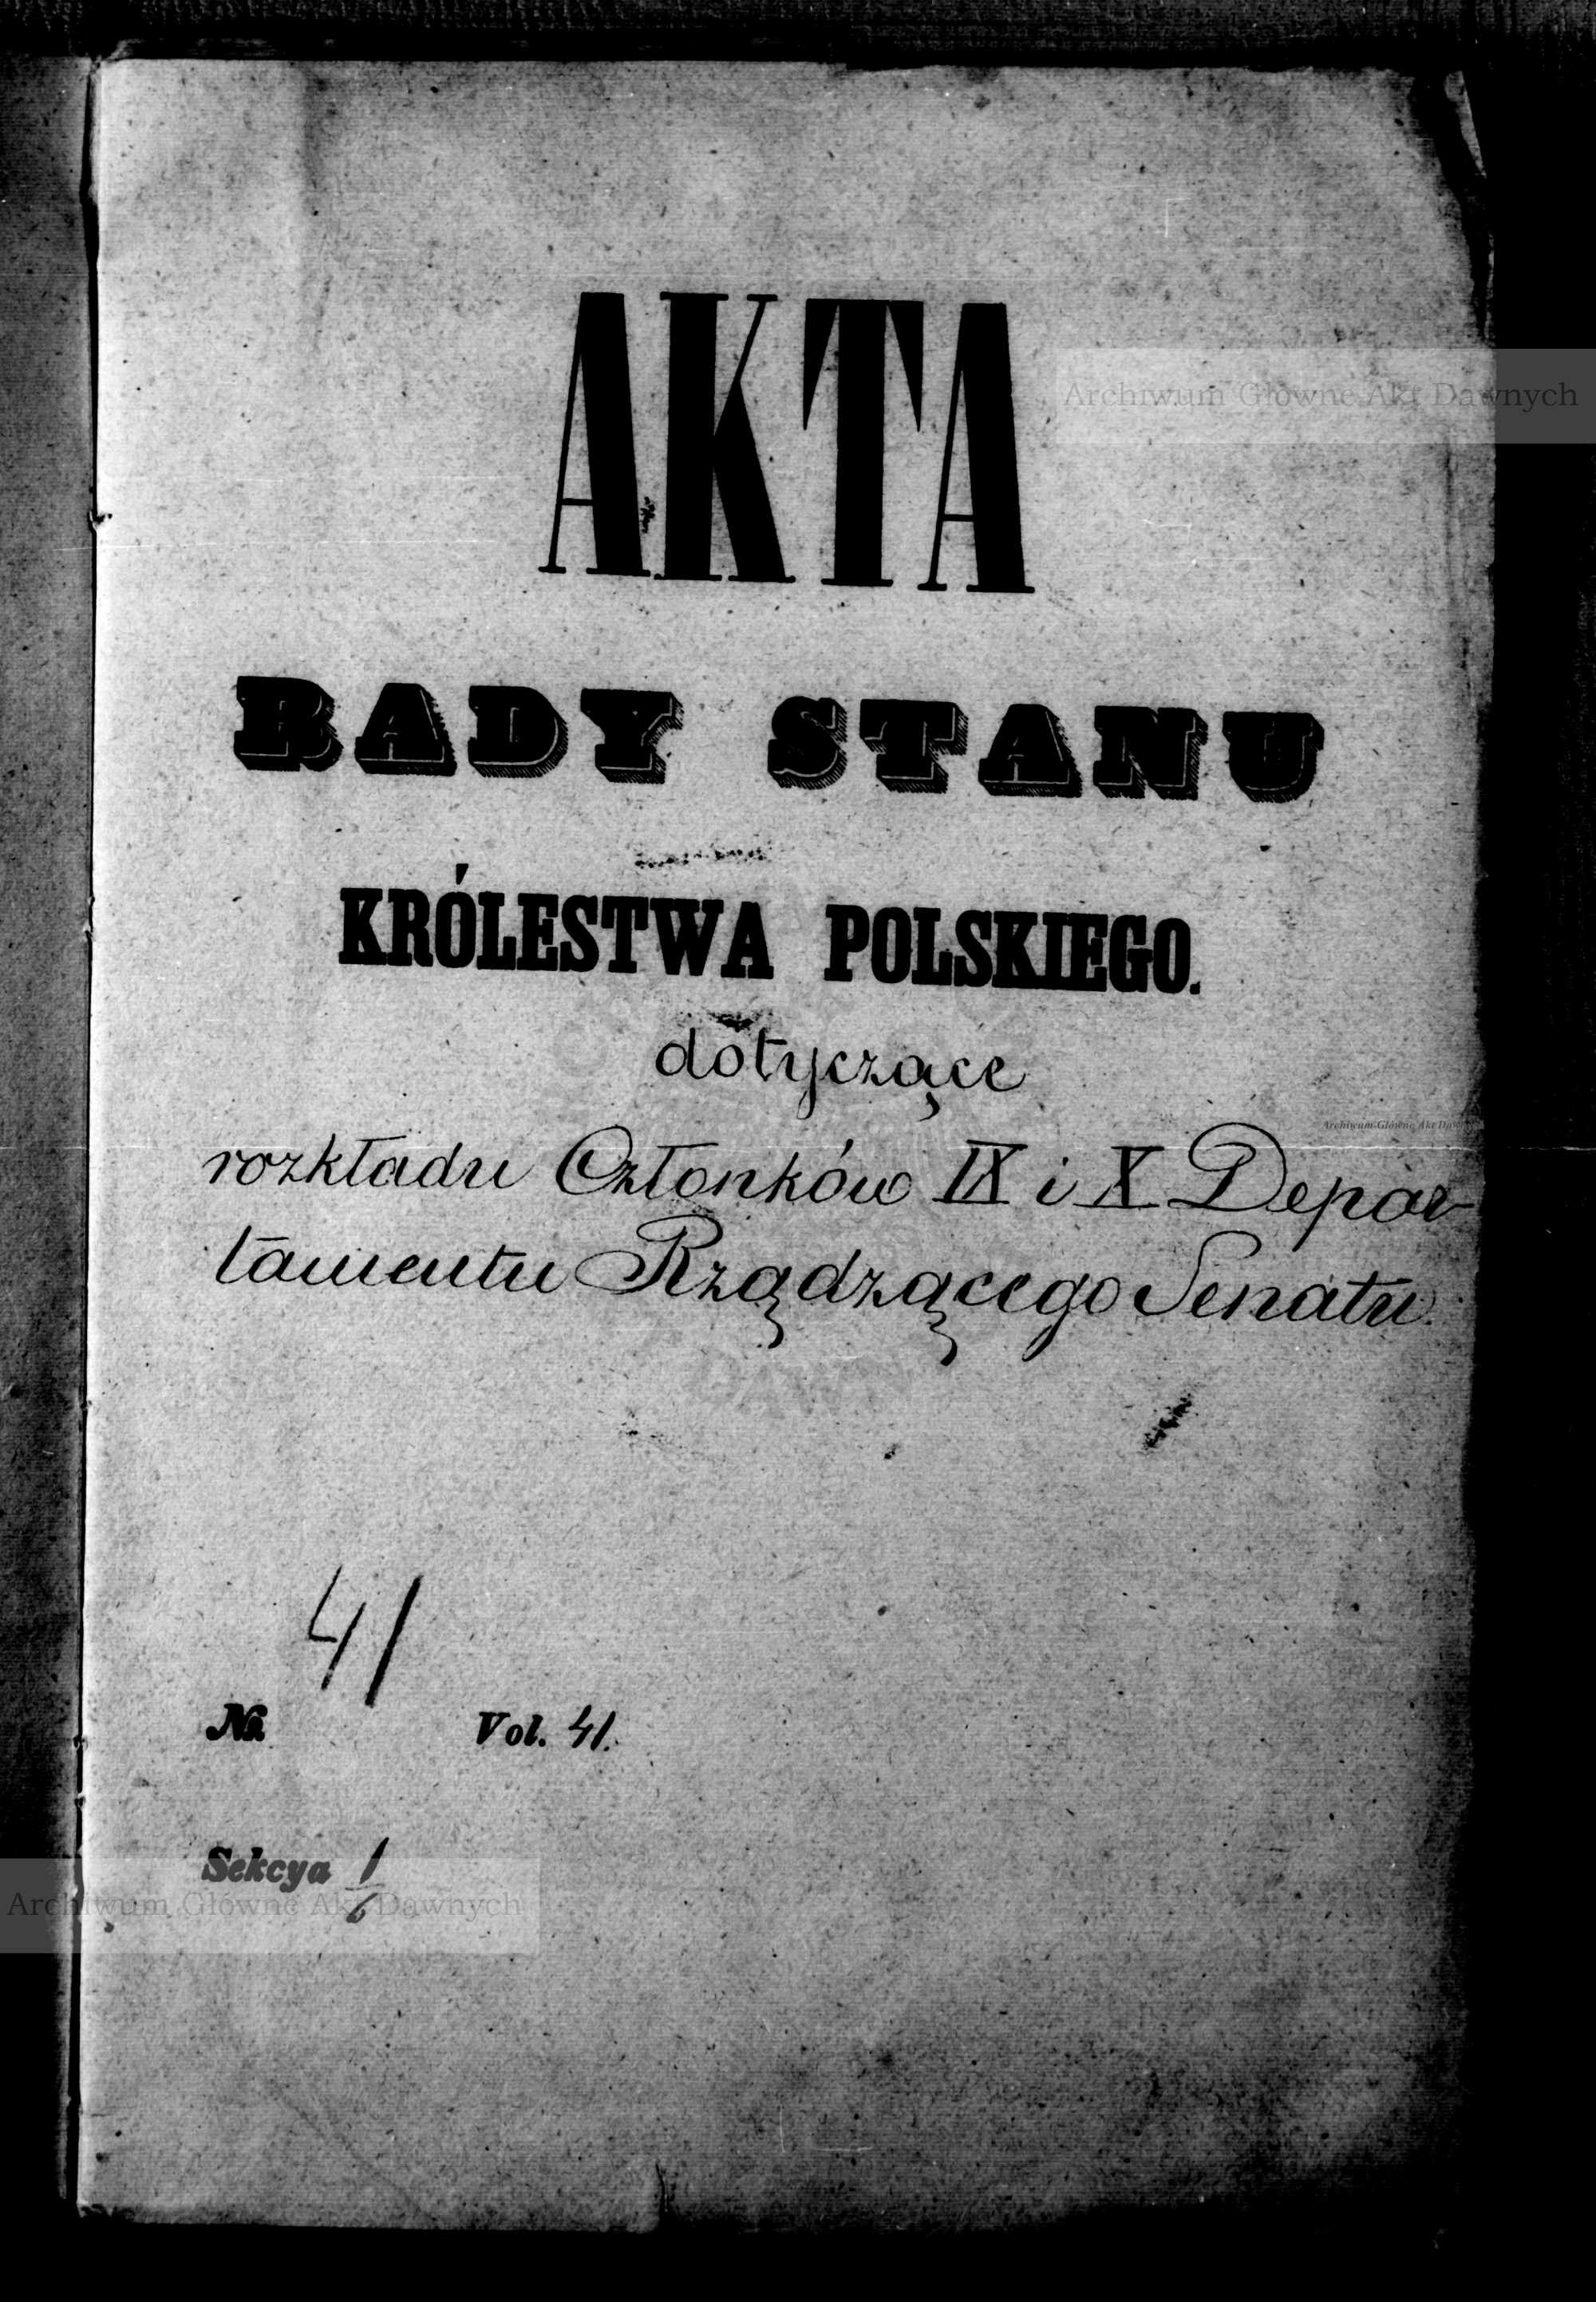 AKTA
RADY STANU
KRÓLESTWA POLSKIEGO.
dotyczące
rozkładu Członków IX i X Depar-
tamentu Rządzącego Senatu.
41
No. Vol. 41.
Sekcya 1/6
Archiwum Główne Akt Dawnych
Archiwum Główne Akt Dawnych